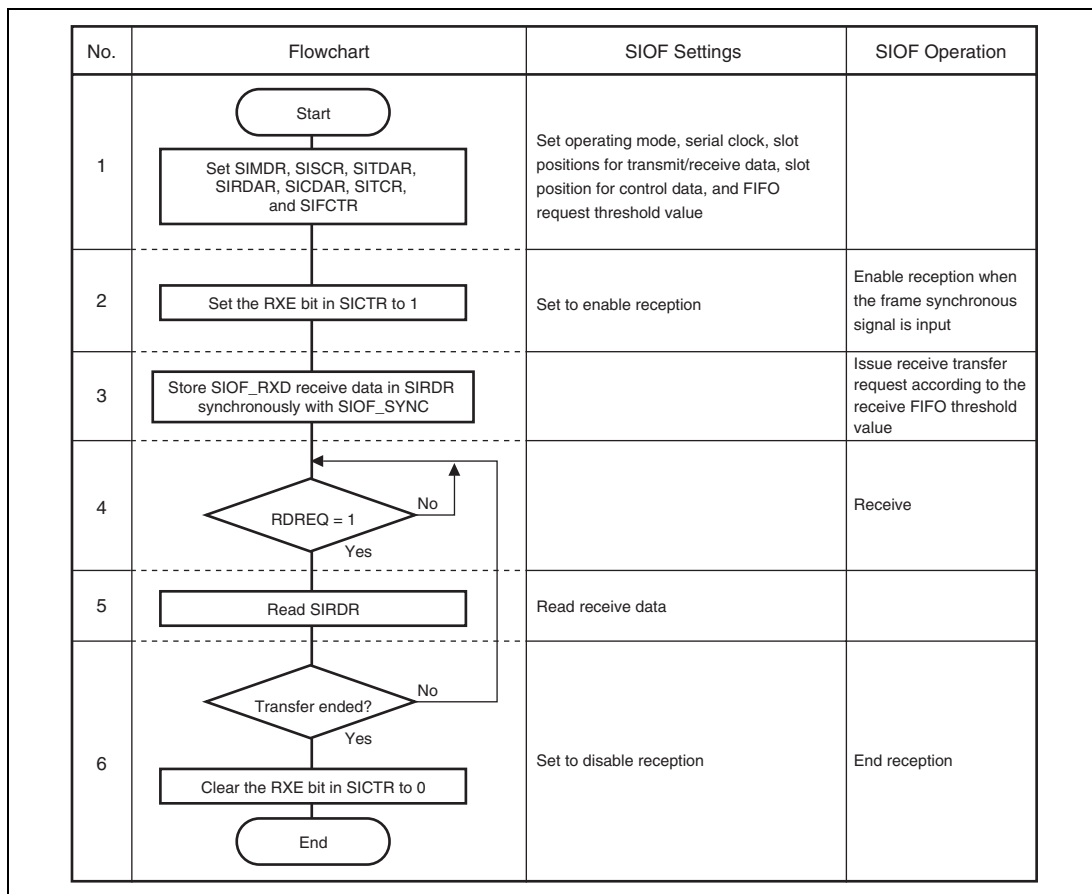 No.
Flowchart
SIOF Settings
SIOF Operation
1
Start
Set SIMDR, SISCR, SITDAR,
SIRDAR, SICDAR, SITCR,
and SIFCTR
Set operating mode, serial clock, slot
positions for transmit/receive data, slot
position for control data, and FIFO
request threshold value
2
Set the RXE bit in SICTR to 1
Set to enable reception
Enable reception when
the frame synchronous
signal is input
3
Store SIOF_RXD receive data in SIRDR
synchronously with SIOF_SYNC
Issue receive transfer
request according to the
receive FIFO threshold
value
4
RDREQ = 1
No
Yes
Receive
5
Read SIRDR
Read receive data
6
Transfer ended?
No
Yes
Clear the RXE bit in SICTR to 0
End
Set to disable reception
End reception